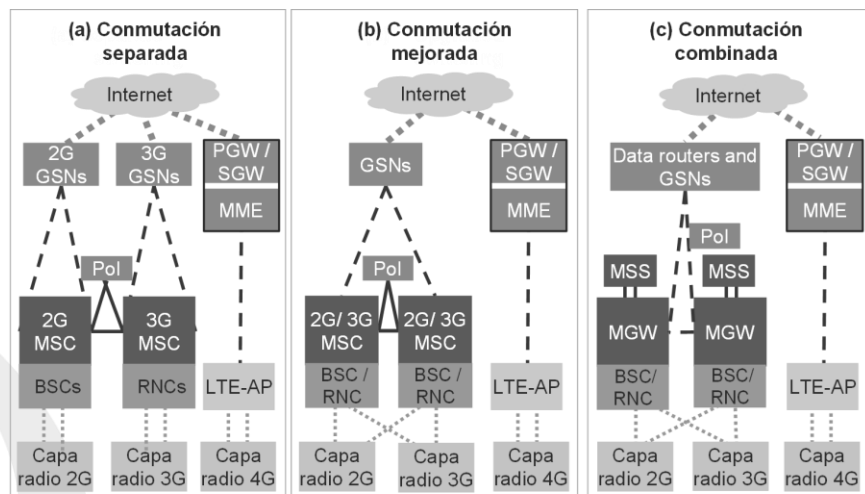 (a) Conmutación
separada
Internet
2G
GSNs
3G
GSNs
PGW /
SGW
MME
PoI
2G
MSC
3G
MSC
BSCs
RNCs
LTE-AP
Capa
radio 2G
Capa
radio 3G
Capa
radio 4G
(b) Conmutación
mejorada
Internet
GSNs
PGW /
SGW
MME
PoI
2G/ 3G
MSC
2G/ 3G
MSC
BSC /
RNC
BSC /
RNC
LTE-AP
Capa
radio 2G
Capa
radio 3G
Capa
radio 4G
(c) Conmutación
combinada
Internet
Data routers and
GSNs
PGW /
SGW
MME
PoI
MSS
MSS
MGW
MGW
BSC/
RNC
BSC/
RNC
LTE-AP
Capa
radio 2G
Capa
radio 3G
Capa
radio 4G